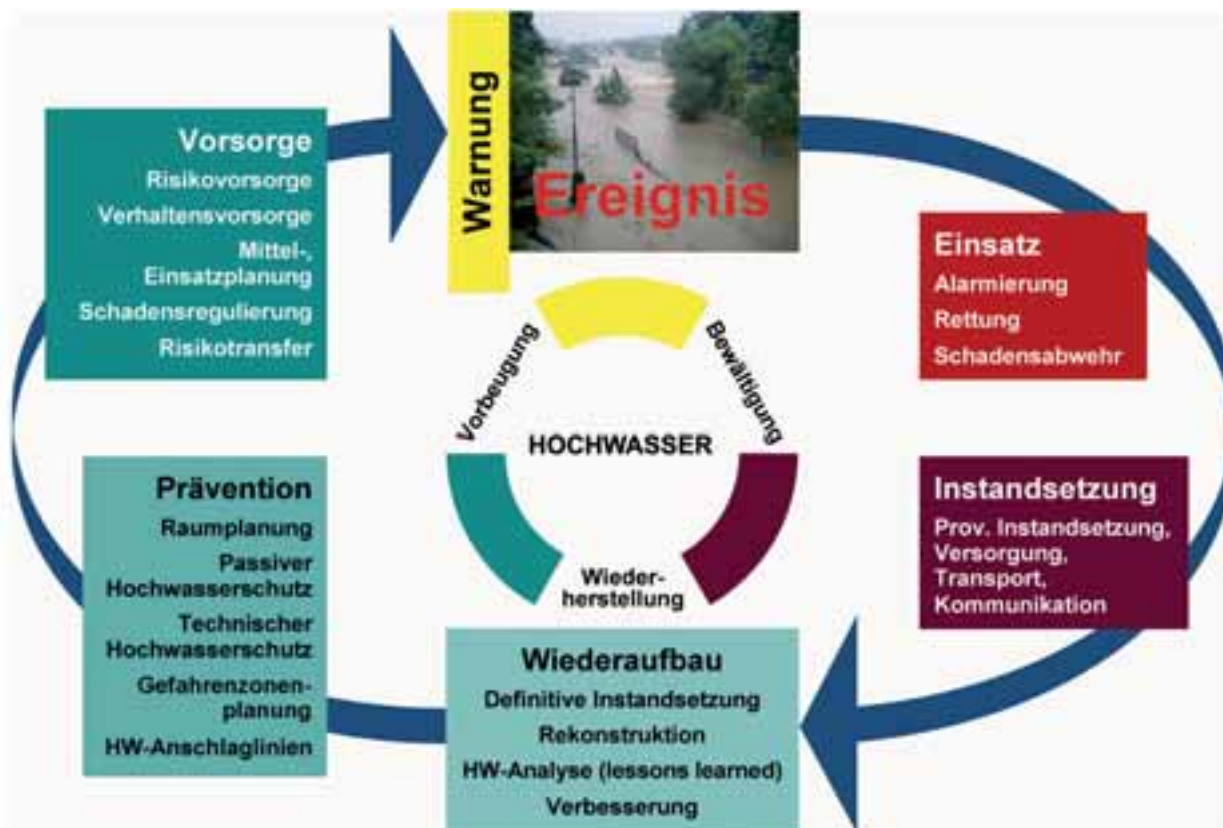 Warnung
Ereignis
Vorsorge
Risikovorsorge
Verhaltensvorsorge
Mittel-,
Einsatzplanung
Schadensregulierung
Risikotransfer
Einsatz
Alarmierung
Rettung
Schadensabwehr
Vorbeugung
Bewältigung
HOCHWASSER
Wieder-
herstellung
Prävention
Raumplanung
Passiver
Hochwasserschutz
Technischer
Hochwasserschutz
Gefahrenzonen-
planung
HW-Anschlaglinien
Instandsetzung
Prov. Instandsetzung,
Versorgung,
Transport,
Kommunikation
Wiederaufbau
Definitive Instandsetzung
Rekonstruktion
HW-Analyse (lessons learned)
Verbesserung